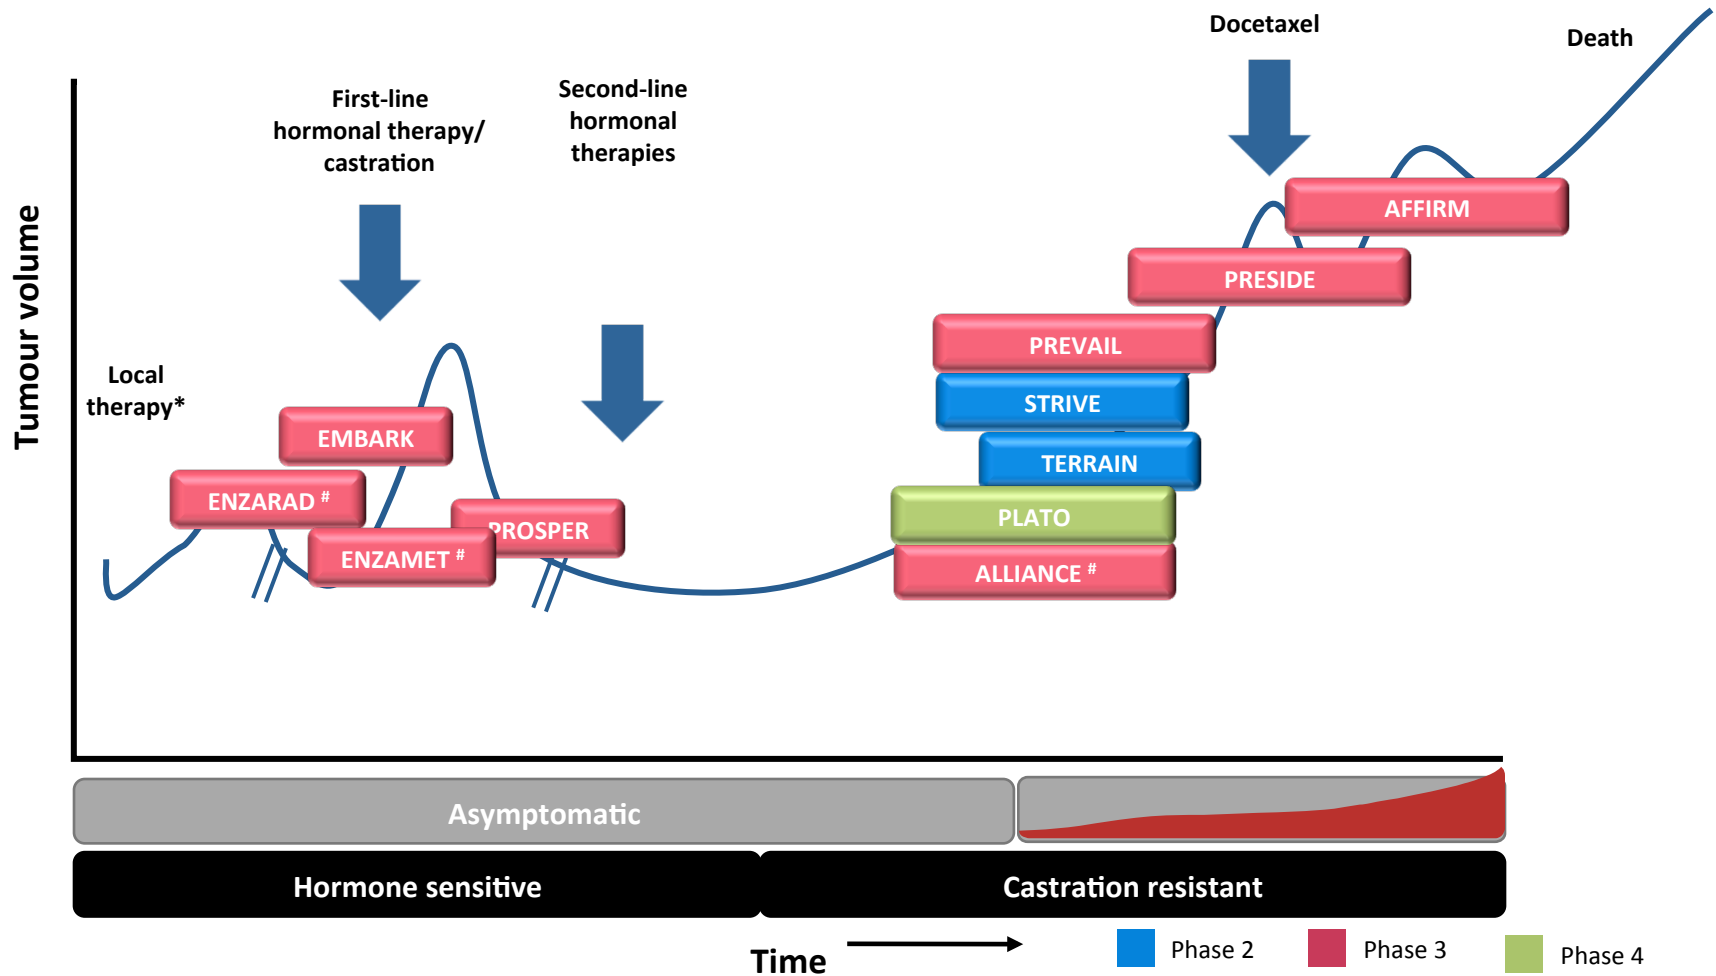 Docetaxel
Death
First-line
hormonal therapy/
castration
Second-line
hormonal
therapies
Tumour volume
Local
therapy*
AFFIRM
PRESIDE
PREVAIL
STRIVE
TERRAIN
PLATO
ALLIANCE #
EMBARK
ENZARAD #
PROSPER
ENZAMET #
Asymptomatic
Hormone sensitive
Castration resistant
Time
Phase 2
Phase 3
Phase 4